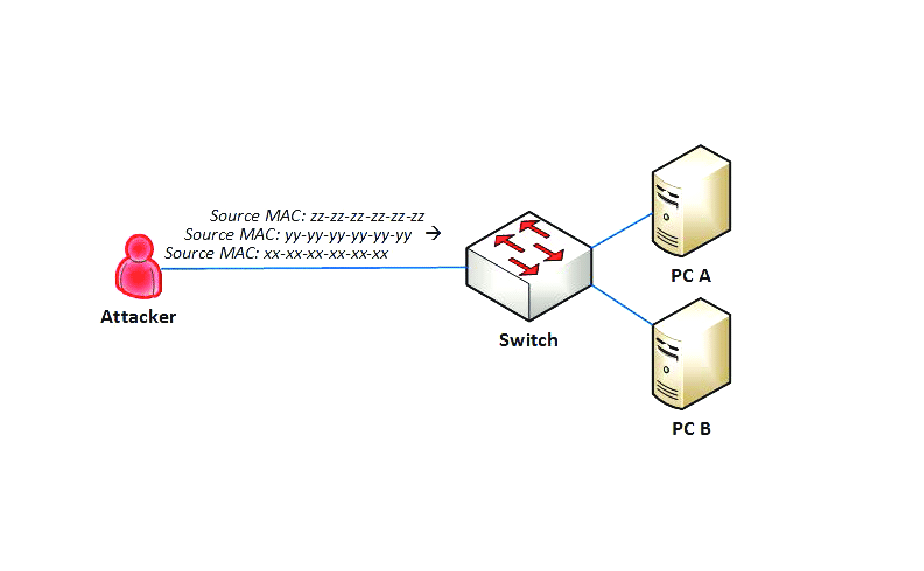 Source MAC: zz-zz-zz-zz-zz-zz
Source MAC: yy-yy-yy-yy-yy-yy →
Source MAC: xx-xx-xx-xx-xx-xx
Attacker
Switch
PC A
PC B